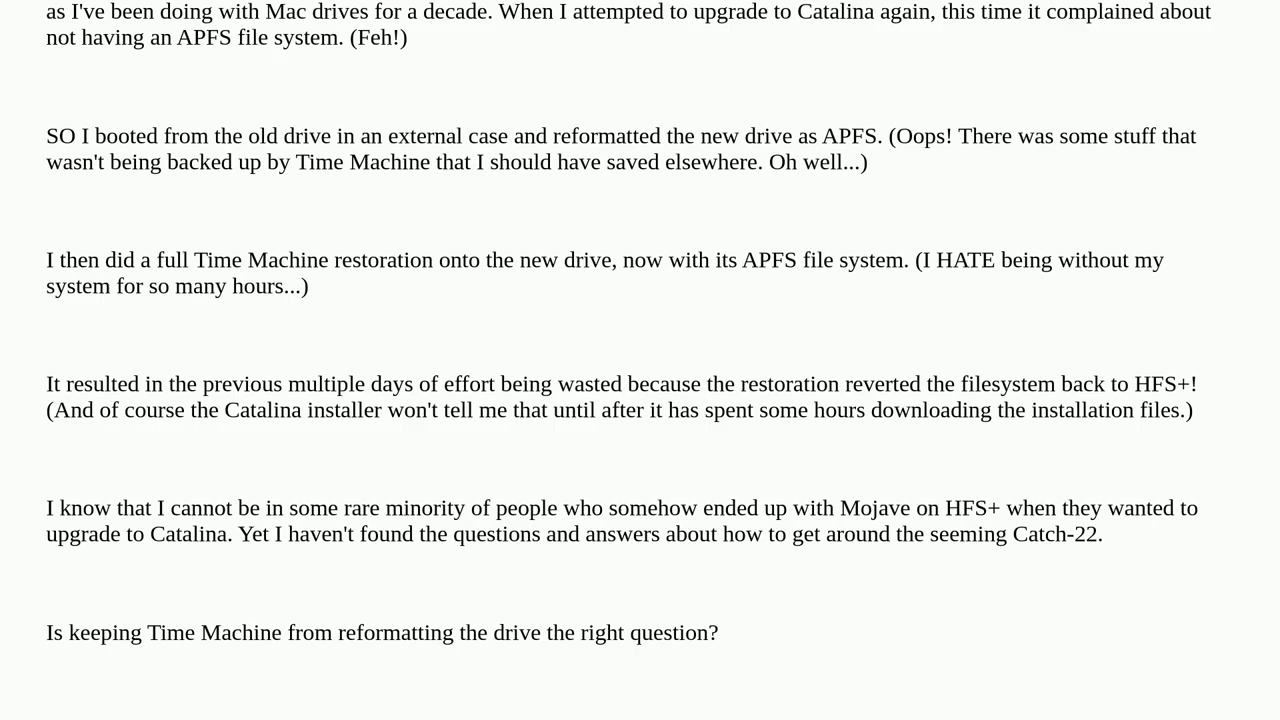 as I've been doing with Mac drives for a decade. When I attempted to upgrade to Catalina again, this time it complained about
not having an APFS file system. (Feh!)
SO I booted from the old drive in an external case and reformatted the new drive as APFS. (Oops! There was some stuff that
wasn't being backed up by Time Machine that I should have saved elsewhere. Oh well...)
I then did a full Time Machine restoration onto the new drive, now with its APFS file system. (I HATE being without my
system for so many hours...)
It resulted in the previous multiple days of effort being wasted because the restoration reverted the filesystem back to HFS+!
(And of course the Catalina installer won't tell me that until after it has spent some hours downloading the installation files.)
I know that I cannot be in some rare minority of people who somehow ended up with Mojave on HFS+ when they wanted to
upgrade to Catalina. Yet I haven't found the questions and answers about how to get around the seeming Catch-22.
Is keeping Time Machine from reformatting the drive the right question?